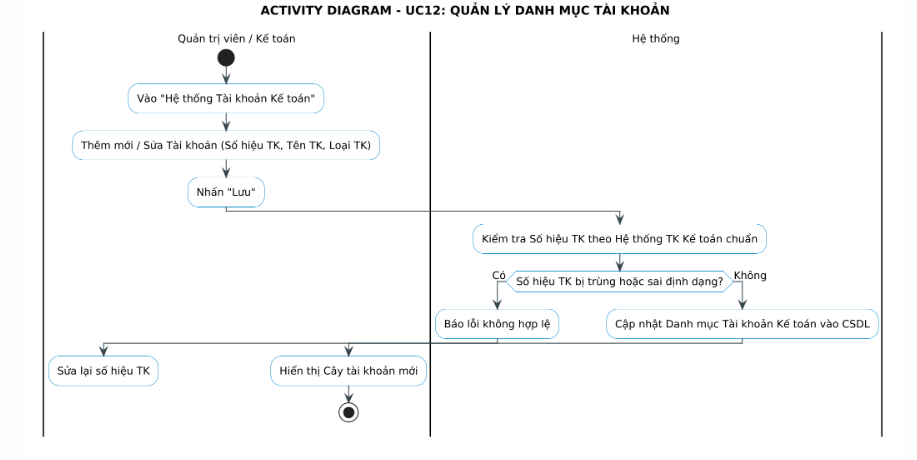 ACTIVITY DIAGRAM - UC12: QUẢN LÝ DANH MỤC TÀI KHOẢN
Quản trị viên / Kế toán
Hệ thống
Vào "Hệ thống Tài khoản Kế toán"
Thêm mới / Sửa Tài khoản (Số hiệu TK, Tên TK, Loại TK)
Nhấn "Lưu"
Kiểm tra Số hiệu TK theo Hệ thống TK Kế toán chuẩn
Có
Số hiệu TK bị trùng hoặc sai định dạng?
Không
Báo lỗi không hợp lệ
Cập nhật Danh mục Tài khoản Kế toán vào CSDL
Sửa lại số hiệu TK
Hiển thị Cây tài khoản mới